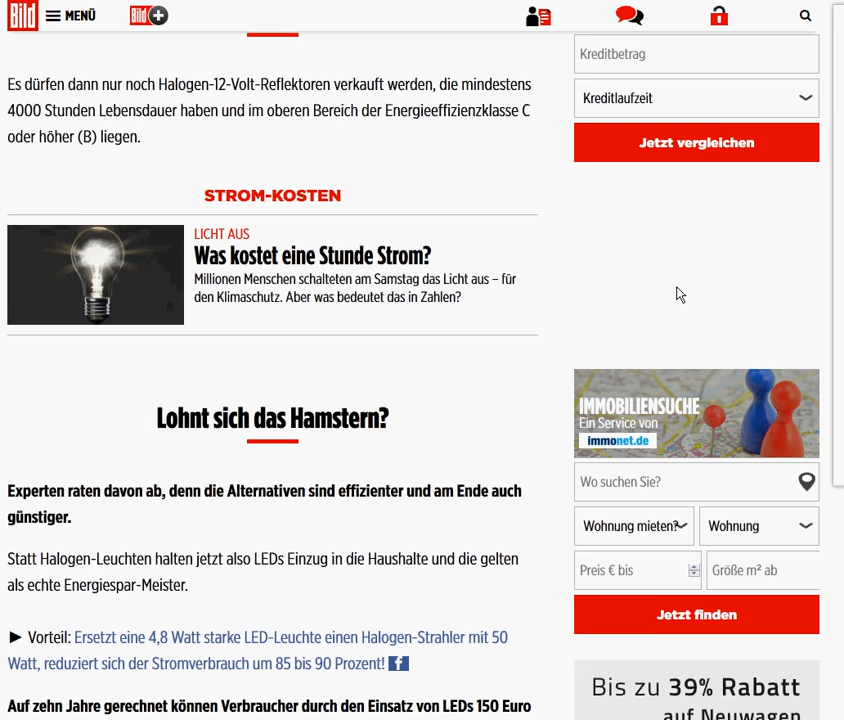 Bild
MENÜ
Bild
Es dürfen dann nur noch Halogen-12-Volt-Reflektoren verkauft werden, die mindestens
4000 Stunden Lebensdauer haben und im oberen Bereich der Energieeffizienzklasse C
oder höher (B) liegen.
STROM-KOSTEN
LICHT AUS
Was kostet eine Stunde Strom?
Millionen Menschen schalteten am Samstag das Licht aus – für
den Klimaschutz. Aber was bedeutet das in Zahlen?
Lohnt sich das Hamstern?
Experten raten davon ab, denn die Alternativen sind effizienter und am Ende auch
günstiger.
Statt Halogen-Leuchten halten jetzt also LEDs Einzug in die Haushalte und die gelten
als echte Energiespar-Meister.
► Vorteil: Ersetzt eine 4,8 Watt starke LED-Leuchte einen Halogen-Strahler mit 50
Watt, reduziert sich der Stromverbrauch um 85 bis 90 Prozent!
Auf zehn Jahre gerechnet können Verbraucher durch den Einsatz von LEDs 150 Euro
Kreditbetrag
Kreditlaufzeit
Jetzt vergleichen
IMMOBILIENSUCHE
Ein Service von
immonet.de
Wo suchen Sie?
Wohnung mieten?
Wohnung
Preis € bis
Größe m² ab
Jetzt finden
Bis zu 39% Rabatt
auf Neuwagen